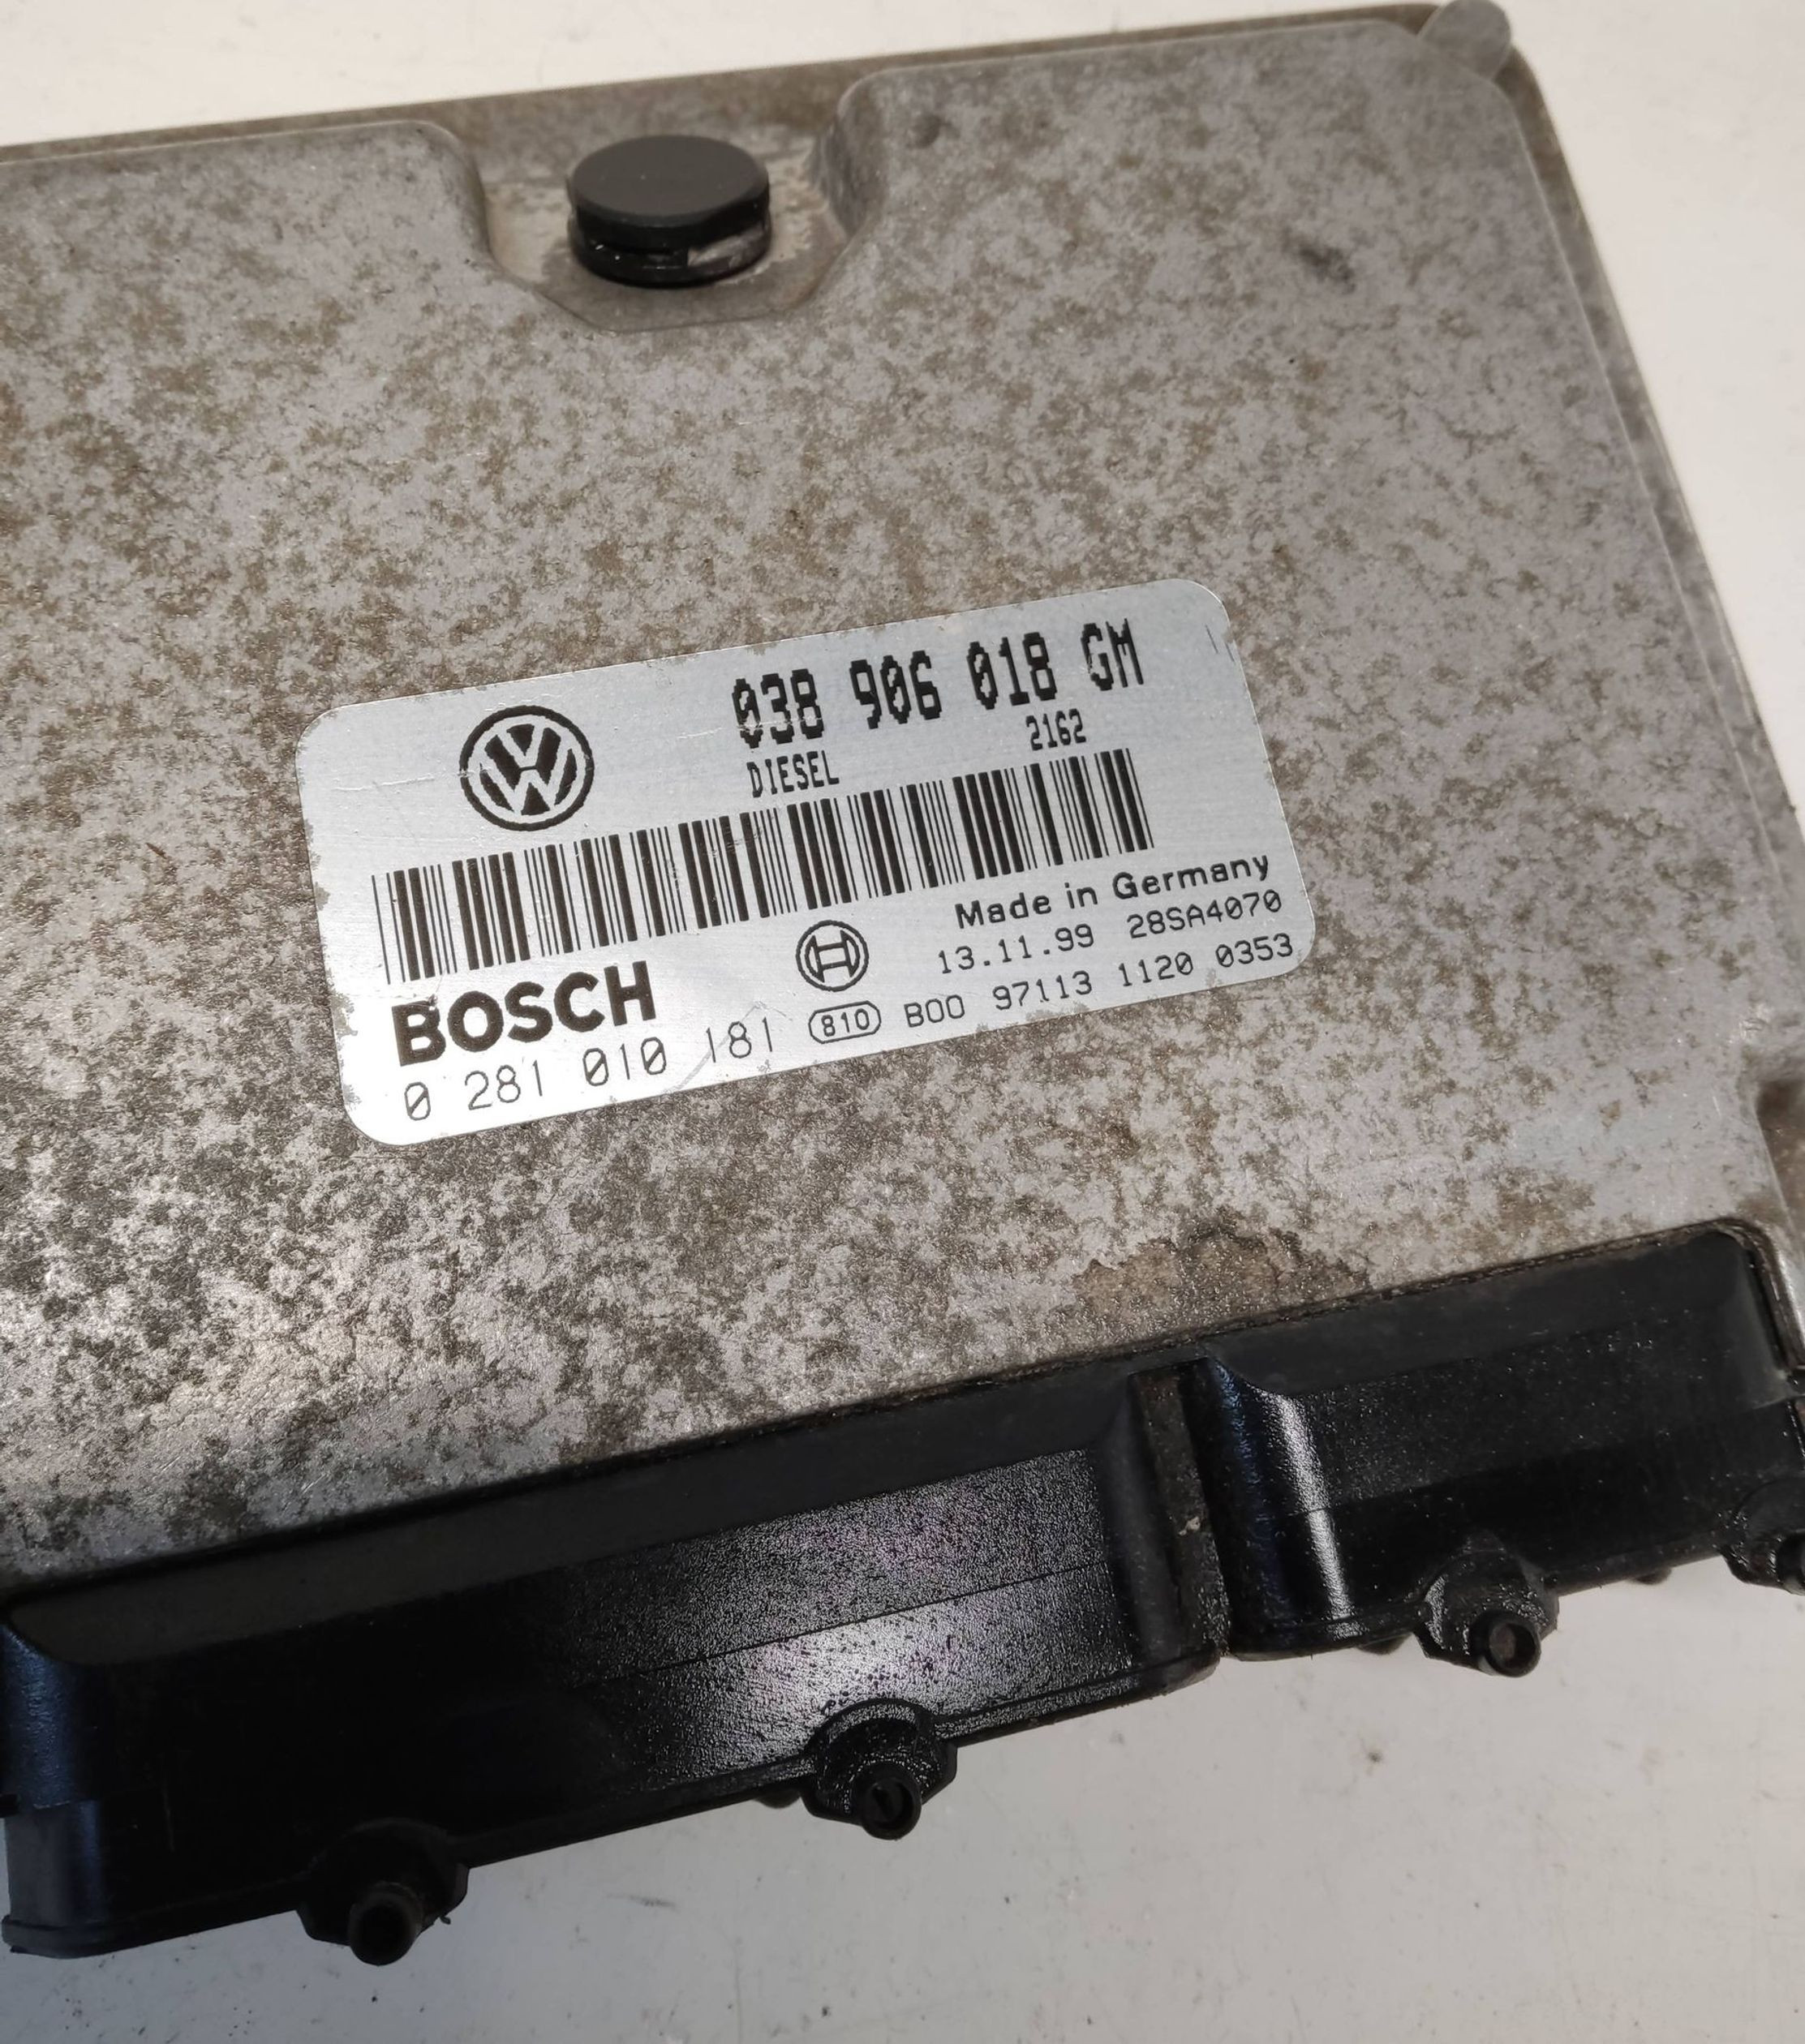 038 906 018 GM
DIESEL 2162
Made in Germany
BOSCH 13.11.99 28SA4070
0 281 010 181 810 B00 97113 1120 0353